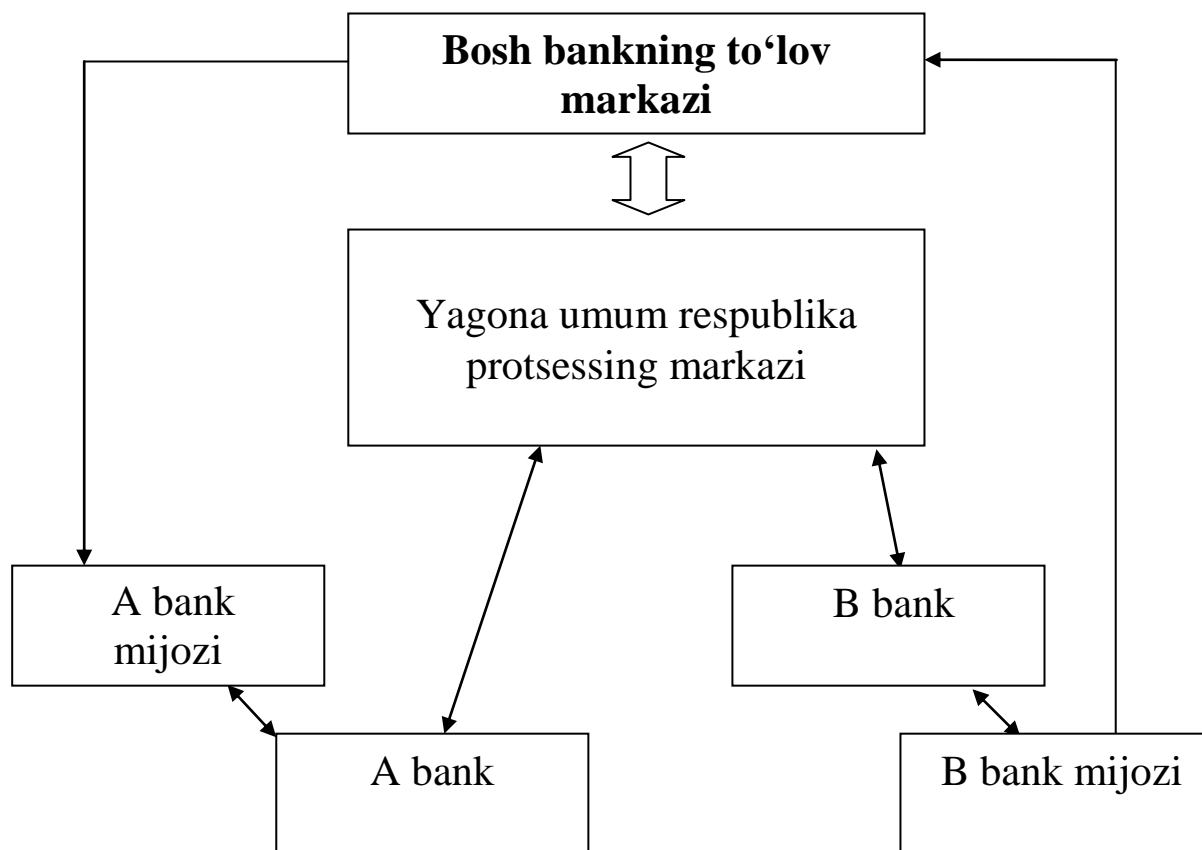 Bosh bankning to‘lov
markazi
Yagona umum respublika
protsessing markazi
A bank
mijozi
B bank
A bank
B bank mijozi